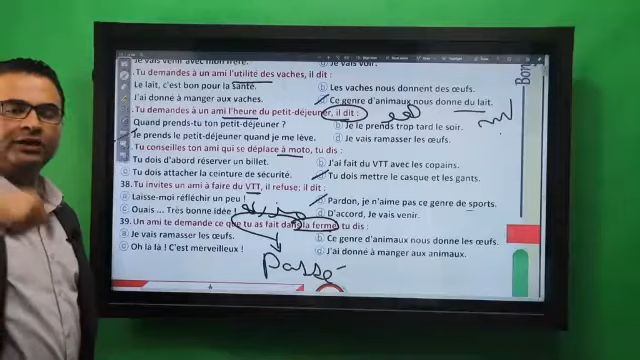 Je vais venir avec mon frère. ⓓ Je vais voir.
.Tu demandes à un ami l'utilité des vaches, il dit :
Le lait, c'est bon pour la santé. ⓑ Les vaches nous donnent des œufs.
J'ai donné à manger aux vaches. Ce genre d'animaux nous donne du lait.
.Tu demandes à un ami l'heure du petit-déjeuner, il dit :
Quand prends-tu ton petit-déjeuner ? ⓑ Je le prends trop tard le soir.
Je prends le petit-déjeuner quand je me lève. ⓓ Je vais ramasser les œufs.
.Tu conseilles ton ami qui se déplace à moto, tu dis :
Tu dois d'abord réserver un billet. ⓑ J'ai fait du VTT avec les copains.
ⓒ Tu dois attacher la ceinture de sécurité. Tu dois mettre le casque et les gants.
38. Tu invites un ami à faire du VTT, il refuse; il dit :
ⓐ Laisse-moi réfléchir un peu ! Pardon, je n'aime pas ce genre de sports.
ⓒ Ouais ... Très bonne idée ! ⓓ D'accord, Je vais venir.
39. Un ami te demande ce que tu as fait dans la ferme, tu dis :
ⓐ Je vais ramasser les œufs. ⓑ Ce genre d'animaux nous donne les œufs.
ⓒ Oh là là ! C'est merveilleux ! ⓓ J'ai donné à manger aux animaux.
passé
Bon